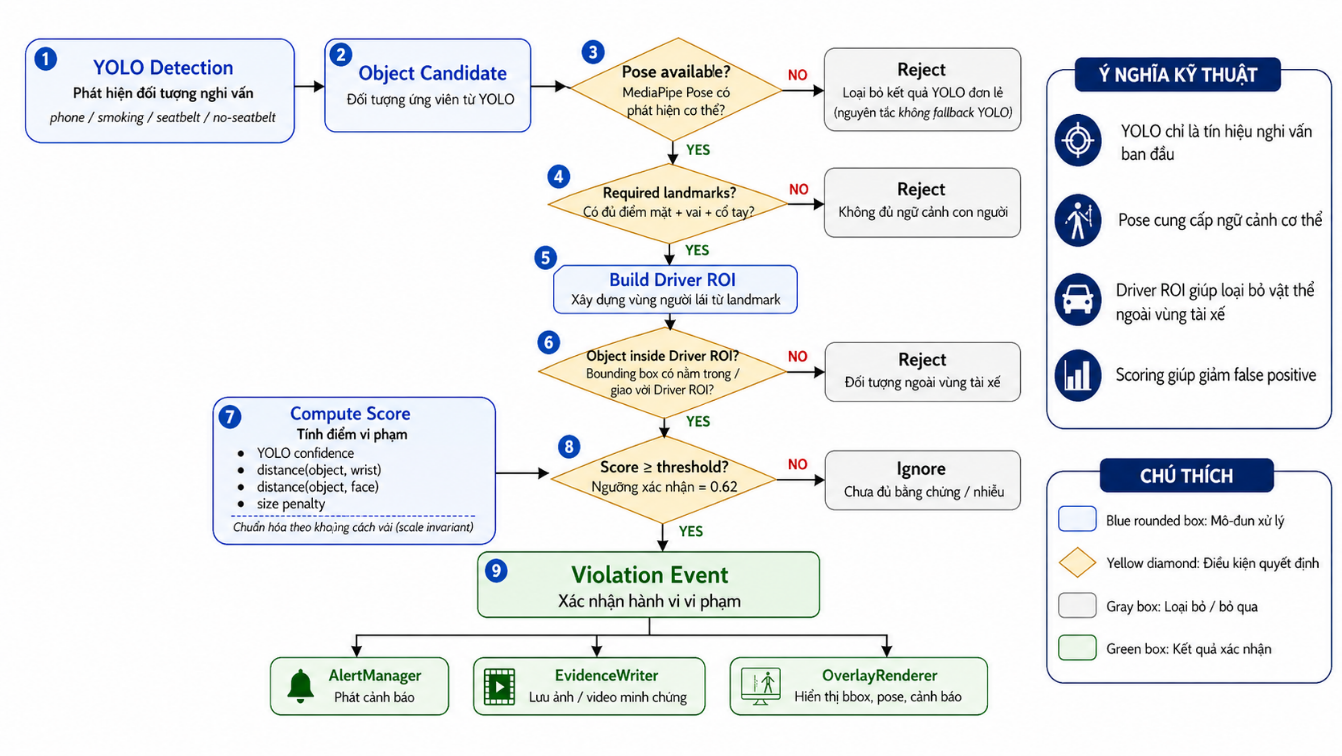 1
YOLO Detection
Phát hiện đối tượng nghi vấn
phone / smoking / seatbelt / no-seatbelt
2
Object Candidate
Đối tượng ứng viên từ YOLO
3
Pose available?
MediaPipe Pose có
phát hiện cơ thể?
NO
Reject
Loại bỏ kết quả YOLO đơn lẻ
(nguyên tắc không fallback YOLO)
YES
4
Required landmarks?
Có đủ điểm mặt + vai + cổ tay?
NO
Reject
Không đủ ngữ cảnh con người
YES
5
Build Driver ROI
Xây dựng vùng người lái từ landmark
6
Object inside Driver ROI?
Bounding box có nằm trong /
giao với Driver ROI?
NO
Reject
Đối tượng ngoài vùng tài xế
YES
7
Compute Score
Tính điểm vi phạm
● YOLO confidence
● distance(object, wrist)
● distance(object, face)
● size penalty
Chuẩn hóa theo khoảng cách vai (scale invariant)
8
Score ≥ threshold?
Ngưỡng xác nhận = 0.62
NO
Ignore
Chưa đủ bằng chứng / nhiễu
YES
9
Violation Event
Xác nhận hành vi vi phạm
AlertManager
Phát cảnh báo
EvidenceWriter
Lưu ảnh / video minh chứng
OverlayRenderer
Hiển thị bbox, pose, cảnh báo
Ý NGHĨA KỸ THUẬT
YOLO chỉ là tín hiệu nghi vấn
ban đầu
Pose cung cấp ngữ cảnh cơ thể
Driver ROI giúp loại bỏ vật thể
ngoài vùng tài xế
Scoring giúp giảm false positive
CHÚ THÍCH
Blue rounded box: Mô-đun xử lý
Yellow diamond: Điều kiện quyết định
Gray box: Loại bỏ / bỏ qua
Green box: Kết quả xác nhận